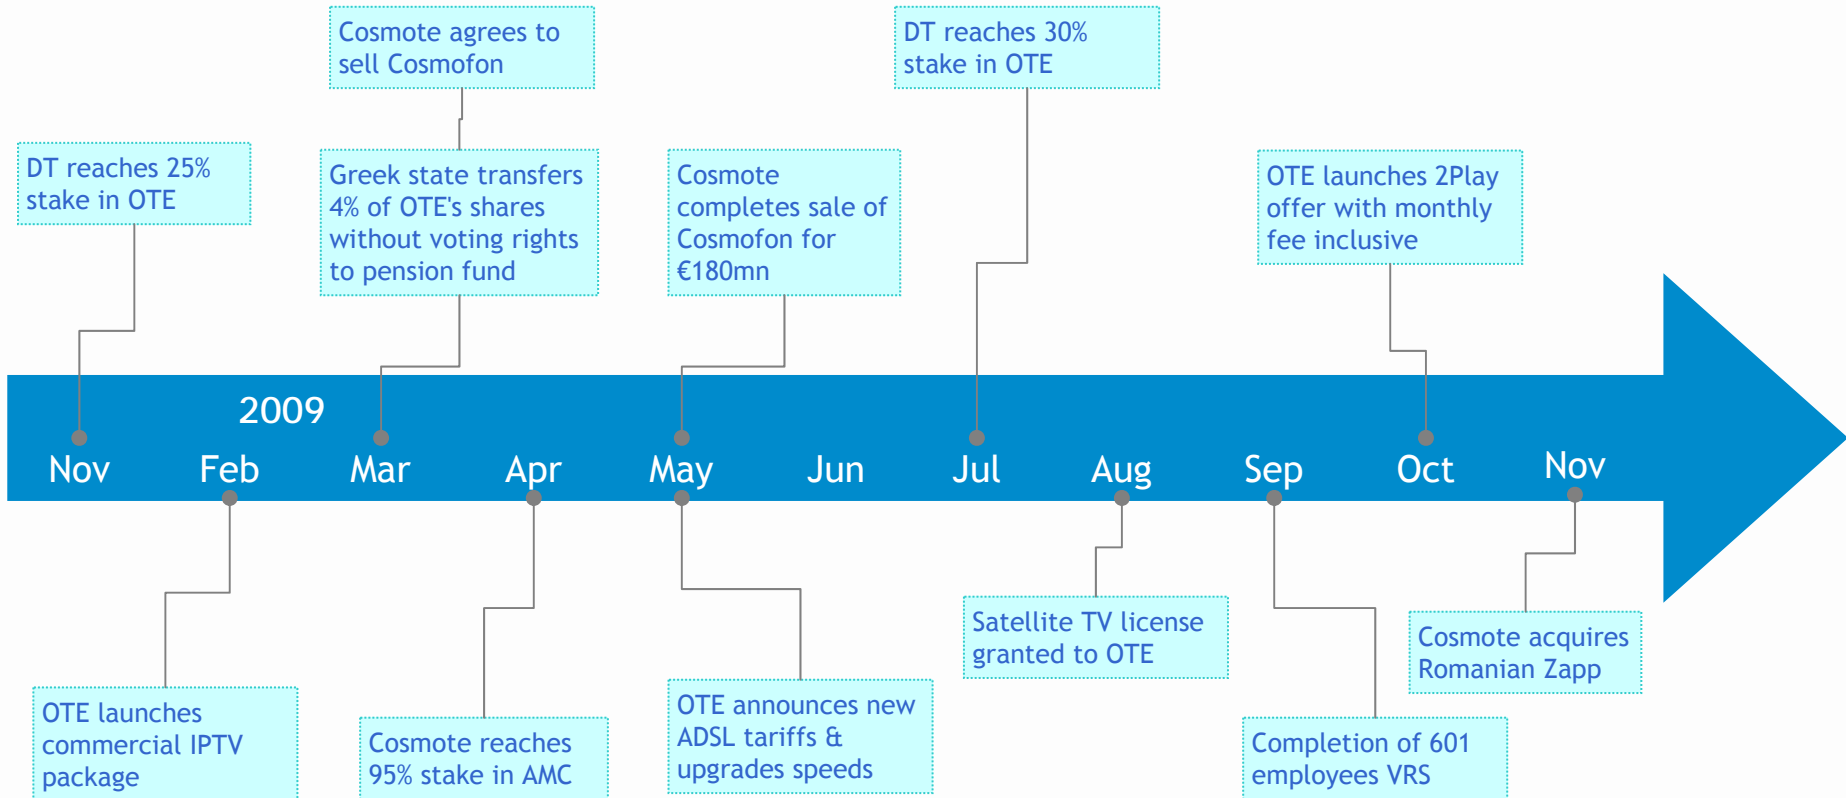 Cosmote agrees to
sell Cosmofon
DT reaches 30%
stake in OTE
DT reaches 25%
stake in OTE
Greek state transfers
4% of OTE's shares
without voting rights
to pension fund
Cosmote
completes sale of
Cosmofon for
€180mn
OTE launches 2Play
offer with monthly
fee inclusive
2009
Nov Feb Mar Apr May Jun Jul Aug Sep Oct Nov
Satellite TV license
granted to OTE
Cosmote acquires
Romanian Zapp
OTE launches
commercial IPTV
package
Cosmote reaches
95% stake in AMC
OTE announces new
ADSL tariffs &
upgrades speeds
Completion of 601
employees VRS